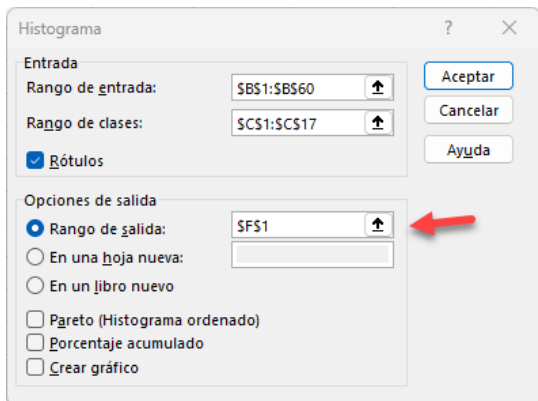 Histograma ?
Entrada
Rango de entrada: $B$1:$B$60
Rango de clases: $C$1:$C$17
Rótulos
Aceptar
Cancelar
Ayuda
Opciones de salida
Rango de salida: $F$1
En una hoja nueva:
En un libro nuevo
Pareto (Histograma ordenado)
Porcentaje acumulado
Crear gráfico